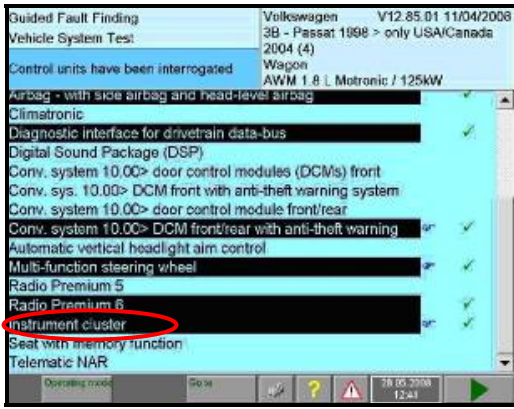 Guided Fault Finding
Vehicle System Test
Control units have been interrogated
Volkswagen V12.85.01 11/04/2008
3B - Passat 1998 > only USA/Canada
2004 (4)
Wagon
AWM 1.8 L Motronic / 125kW
Airbag - with side airbag and head-level airbag
Climatronic
Diagnostic interface for drivetrain data-bus
Digital Sound Package (DSP)
Conv. system 10.00> door control modules (DCMs) front
Conv. sys. 10.00> DCM front with anti-theft warning system
Conv. system 10.00> door control module front/rear
Conv. system 10.00> DCM front/rear with anti-theft warning
Automatic vertical headlight aim control
Multi-function steering wheel
Radio Premium 5
Radio Premium 6
Instrument cluster
Seat with memory function
Telematic NAR
Operating mode
Go to
?
28.05.2008
12:41